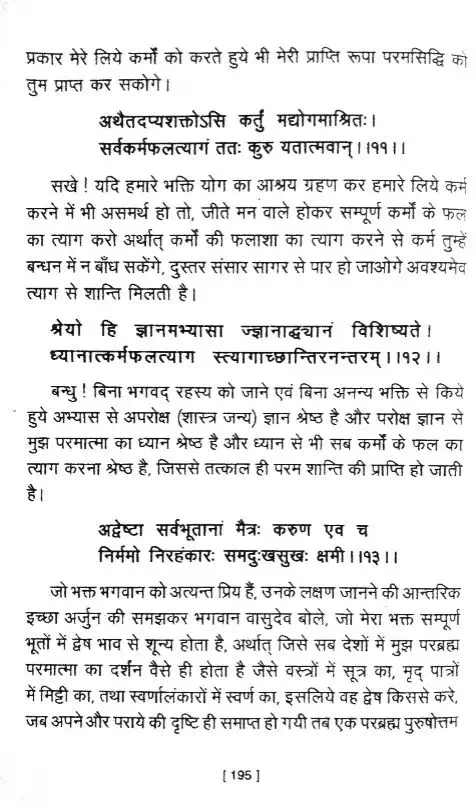 प्रकार मेरे लिये कर्मों को करते हुये भी मेरी प्राप्ति रूपा परमसिद्धि को
तुम प्राप्त कर सकोगे।
अथैतदप्यशक्तोऽसि कर्तुं मद्योगमाश्रितः।
सर्वकर्मफलत्यागं ततः कुरु यतात्मवान्।।११।।
सखे ! यदि हमारे भक्ति योग का आश्रय ग्रहण कर हमारे लिये कर्म
करने में भी असमर्थ हो तो, जीते मन वाले होकर सम्पूर्ण कर्मों के फल
का त्याग करो अर्थात् कर्मों की फलाशा का त्याग करने से कर्म तुम्हें
बन्धन में न बाँध सकेंगे, दुस्तर संसार सागर से पार हो जाओगे अवश्यमेव
त्याग से शान्ति मिलती है।
श्रेयो हि ज्ञानमभ्यासा ज्ज्ञानाद्ध्यानं विशिष्यते।
ध्यानात्कर्मफलत्याग स्त्यागाच्छान्तिरनन्तरम्।।१२।।
बन्धु ! बिना भगवद् रहस्य को जाने एवं बिना अनन्य भक्ति से किये
हुये अभ्यास से अपरोक्ष (शास्त्र जन्य) ज्ञान श्रेष्ठ है और परोक्ष ज्ञान से
मुझ परमात्मा का ध्यान श्रेष्ठ है और ध्यान से भी सब कर्मों के फल का
त्याग करना श्रेष्ठ है, जिससे तत्काल ही परम शान्ति की प्राप्ति हो जाती
है।
अद्वेष्टा सर्वभूतानां मैत्रः करुण एव च
निर्ममो निरहंकारः समदुःखसुखः क्षमी।।१३।।
जो भक्त भगवान को अत्यन्त प्रिय हैं, उनके लक्षण जानने की आन्तरिक
इच्छा अर्जुन की समझकर भगवान वासुदेव बोले, जो मेरा भक्त सम्पूर्ण
भूतों में द्वेष भाव से शून्य होता है, अर्थात् जिसे सब देशों में मुझ परब्रह्म
परमात्मा का दर्शन वैसे ही होता है जैसे वस्त्रों में सूत्र का, मृद् पात्रों
में मिट्टी का, तथा स्वर्णालंकारों में स्वर्ण का, इसलिये वह द्वेष किससे करे,
जब अपने और पराये की दृष्टि ही समाप्त हो गयी तब एक परब्रह्म पुरुषोत्तम
[ 195 ]